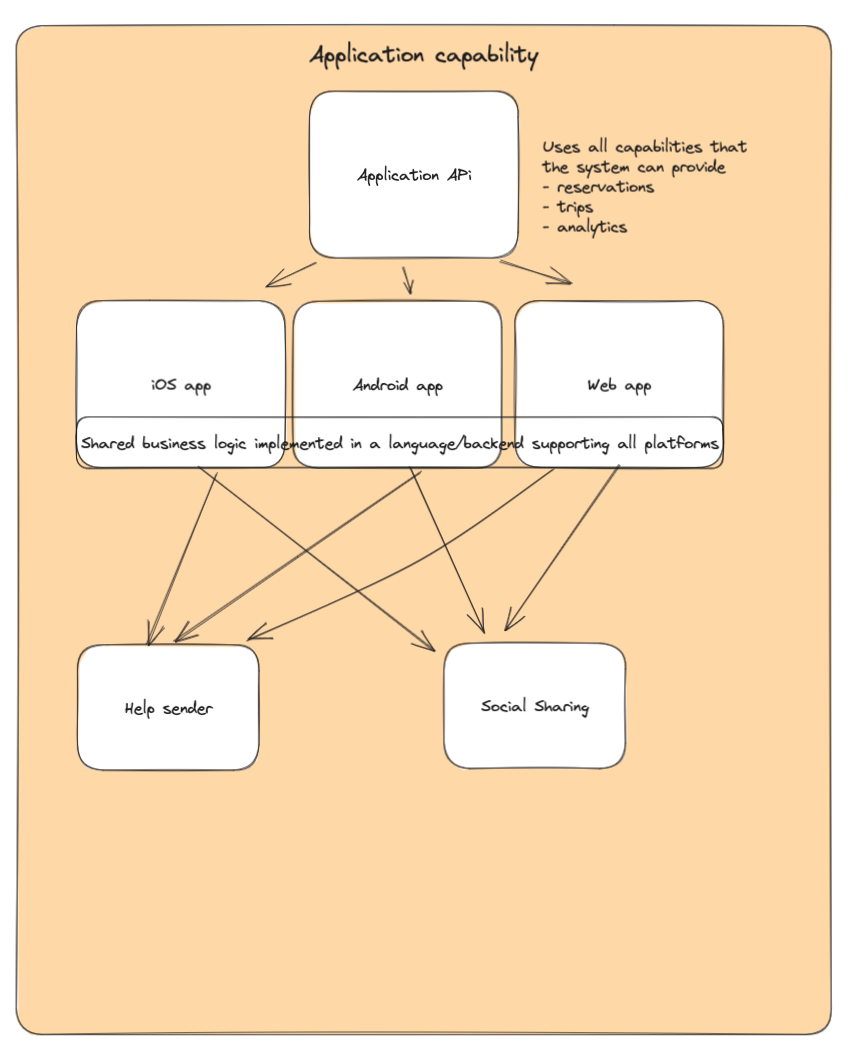 Application capability
Application APi
Uses all capabilities that
the system can provide
- reservations
- trips
- analytics
iOS app
Android app
Web app
Shared business logic implemented in a language/backend supporting all platforms
Help sender
Social Sharing